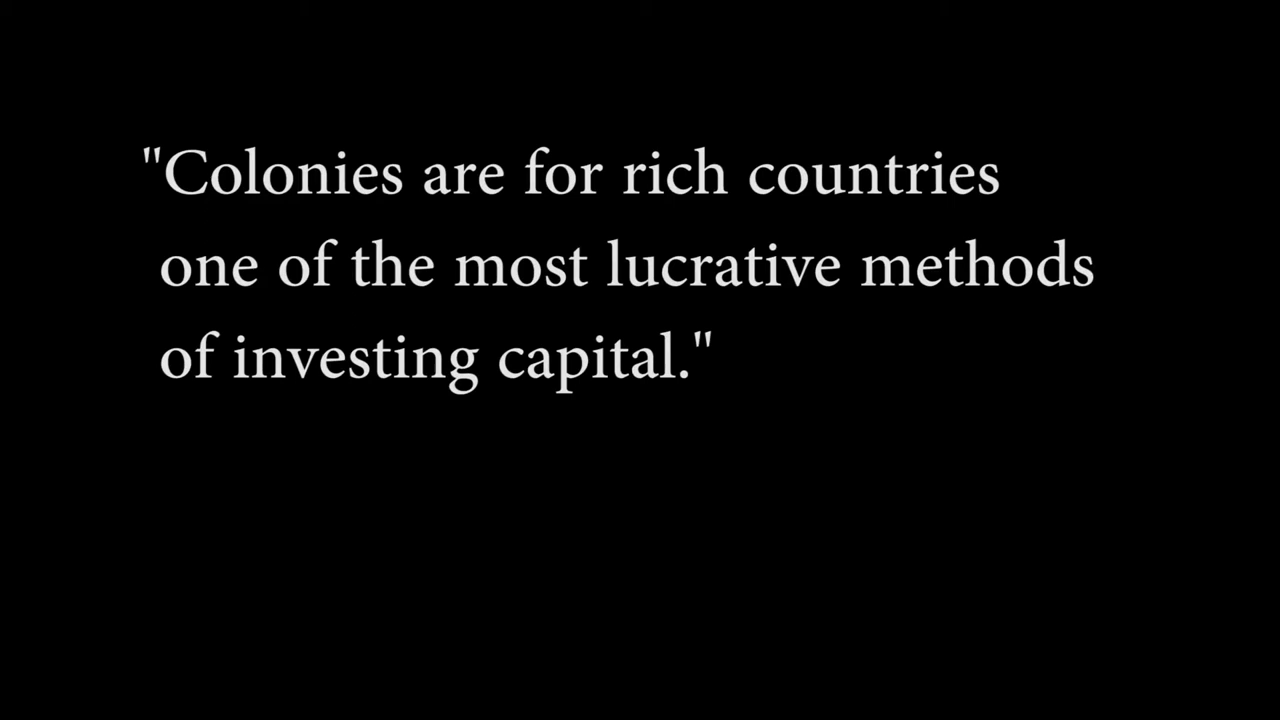 "Colonies are for rich countries
one of the most lucrative methods
of investing capital."